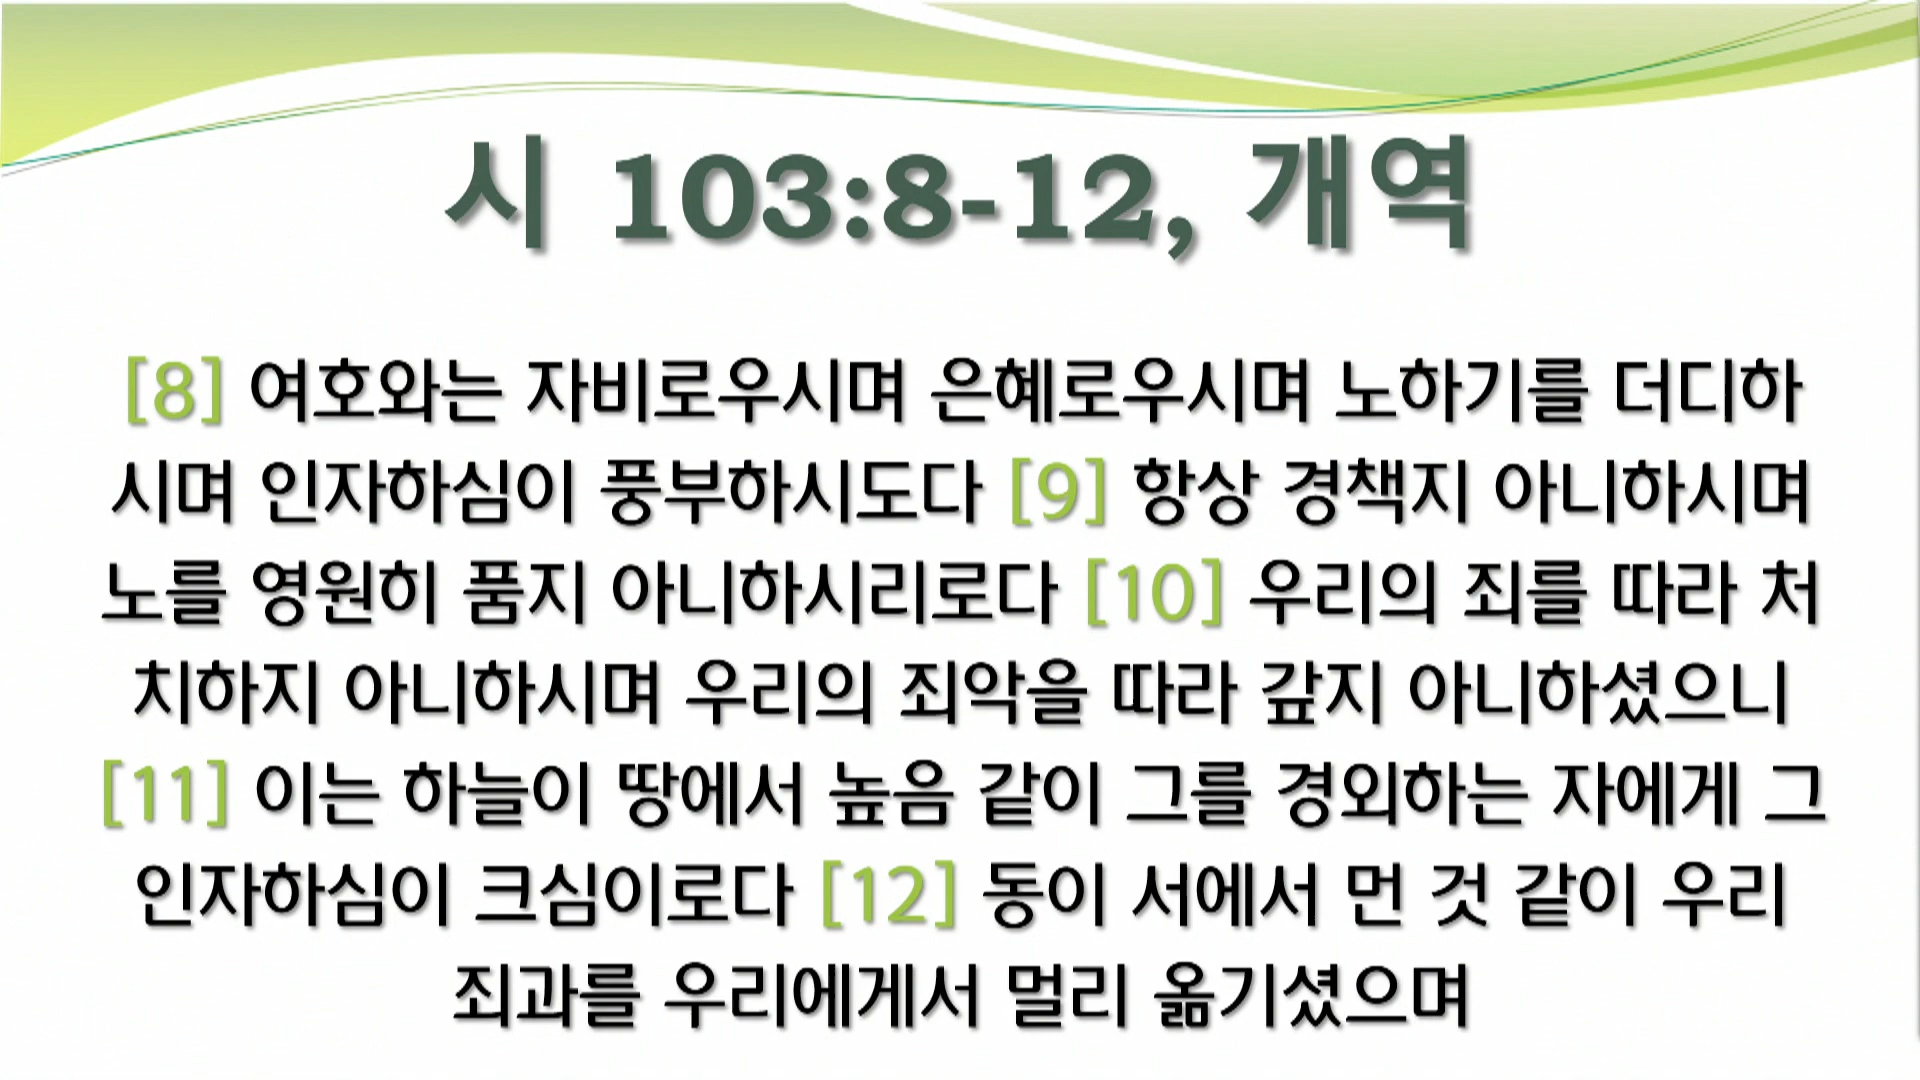 시 103:8-12, 개역
[8] 여호와는 자비로우시며 은혜로우시며 노하기를 더디하
시며 인자하심이 풍부하시도다 [9] 항상 경책지 아니하시며
노를 영원히 품지 아니하시리로다 [10] 우리의 죄를 따라 처
치하지 아니하시며 우리의 죄악을 따라 갚지 아니하셨으니
[11] 이는 하늘이 땅에서 높음 같이 그를 경외하는 자에게 그
인자하심이 크심이로다 [12] 동이 서에서 먼 것 같이 우리
죄과를 우리에게서 멀리 옮기셨으며